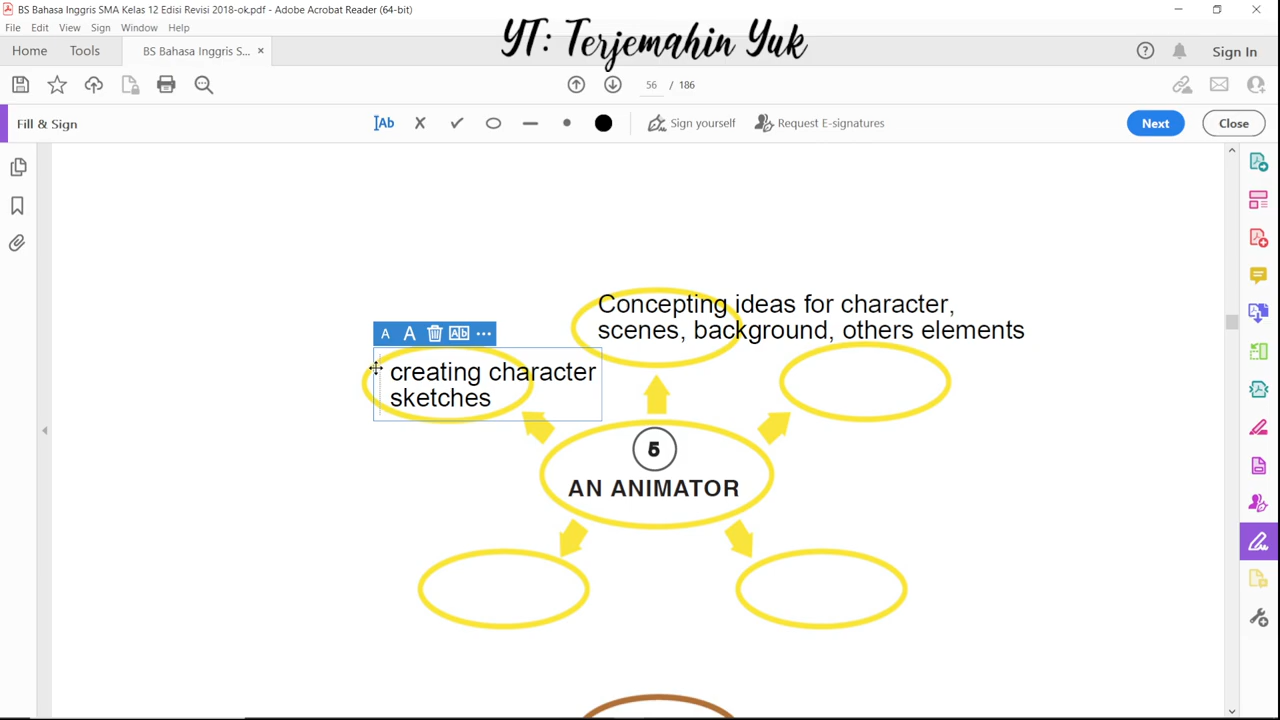 BS Bahasa Inggris SMA Kelas 12 Edisi Revisi 2018-ok.pdf - Adobe Acrobat Reader (64-bit)
File Edit View Sign Window Help
YT: Terjemahin Yuk
Home Tools BS Bahasa Inggris S... × Sign In
56 / 186
Fill & Sign Ab Sign yourself Request E-signatures Next Close
Concepting ideas for character,
scenes, background, others elements
A A Ab ...
creating character
sketches
5
AN ANIMATOR